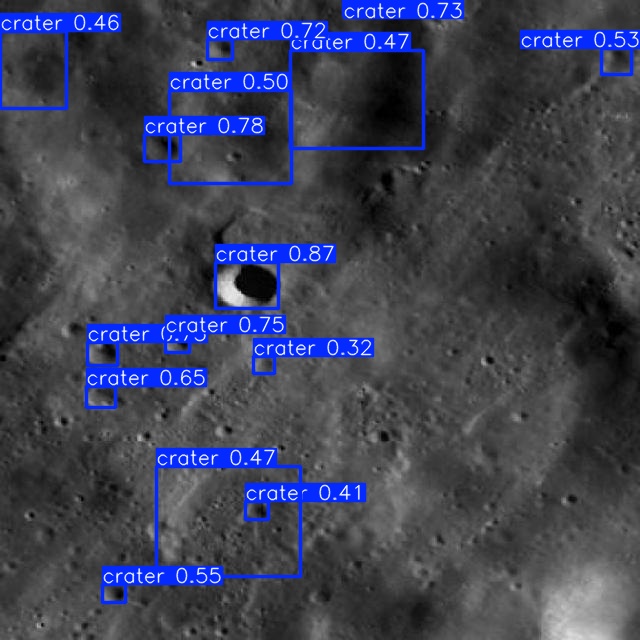 crater 0.73
crater 0.46
crater 0.72
crater 0.47
crater 0.53
crater 0.50
crater 0.78
crater 0.87
crater 0.75
crater
crater 0.32
crater 0.65
crater 0.47
crater 0.41
crater 0.55